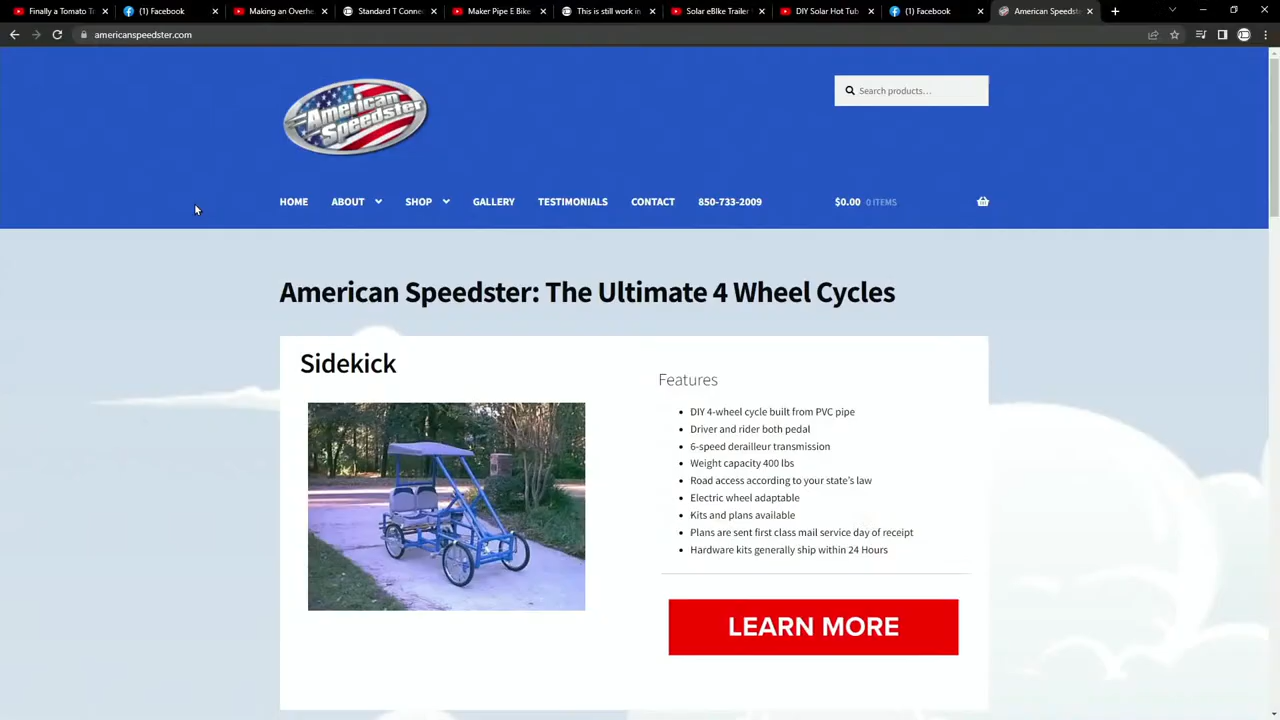 Finally a Tomato T
(1) Facebook
Making an Overhe
Standard T Connec
Maker Pipe E Bike
This is still work in
Solar eBIke Trailer
DIY Solar Hot Tub
(1) Facebook
American Speedst
americanspeedster.com
American
Speedster
Search products…
HOME
ABOUT
SHOP
GALLERY
TESTIMONIALS
CONTACT
850-733-2009
$0.00 0 ITEMS
American Speedster: The Ultimate 4 Wheel Cycles
Sidekick
Features
DIY 4-wheel cycle built from PVC pipe
Driver and rider both pedal
6-speed derailleur transmission
Weight capacity 400 lbs
Road access according to your state's law
Electric wheel adaptable
Kits and plans available
Plans are sent first class mail service day of receipt
Hardware kits generally ship within 24 Hours
LEARN MORE